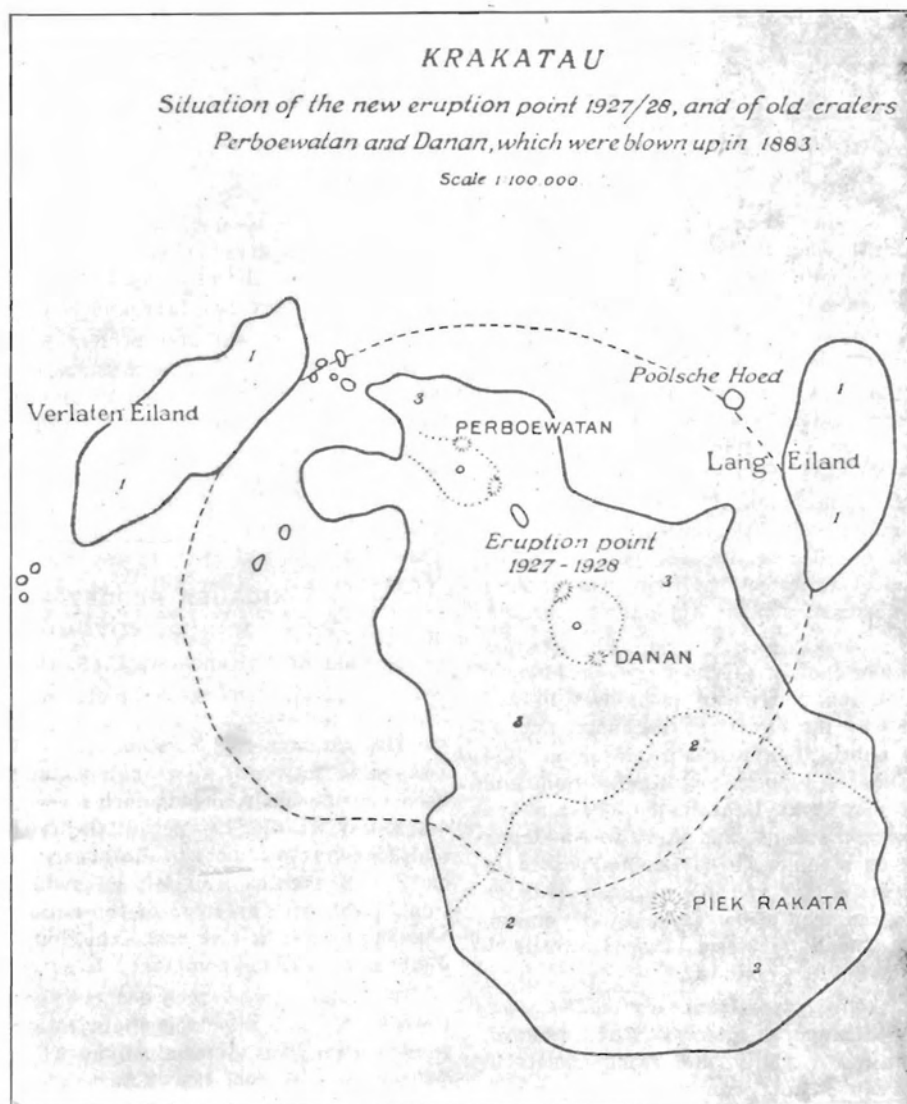 KRAKATAU
Situation of the new eruption point 1927/28, and of old craters
Perboewatan and Danan, which were blown up in 1883.
Scale 1:100.000
1
3
Poolsche Hoed
1
Verlaten Eiland
PERBOEWATAN
Lang Eiland
1
1
Eruption point
1927 - 1928
3
DANAN
3
2
PIEK RAKATA
2
2